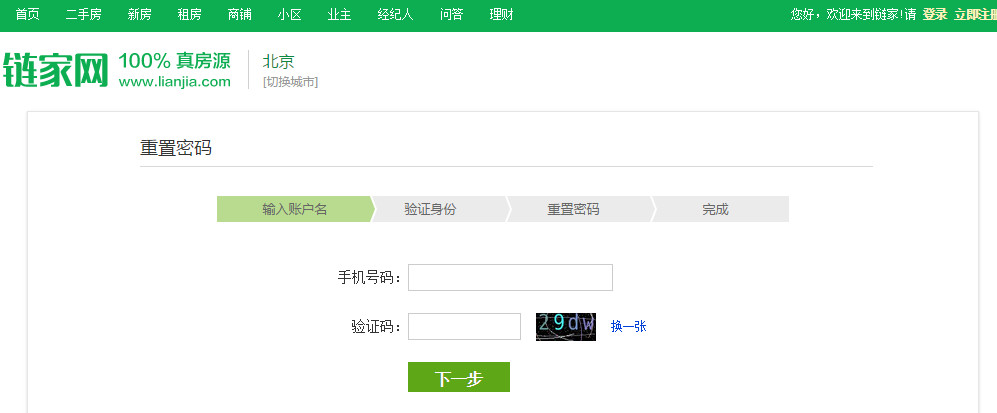 首页 二手房 新房 租房 商铺 小区 业主 经纪人 问答 理财 您好，欢迎来到链家!请 登录 立即注册
链家网 100% 真房源 北京
www.lianjia.com [切换城市]
重置密码
输入账户名 验证身份 重置密码 完成
手机号码：
验证码： 29dw 换一张
下一步